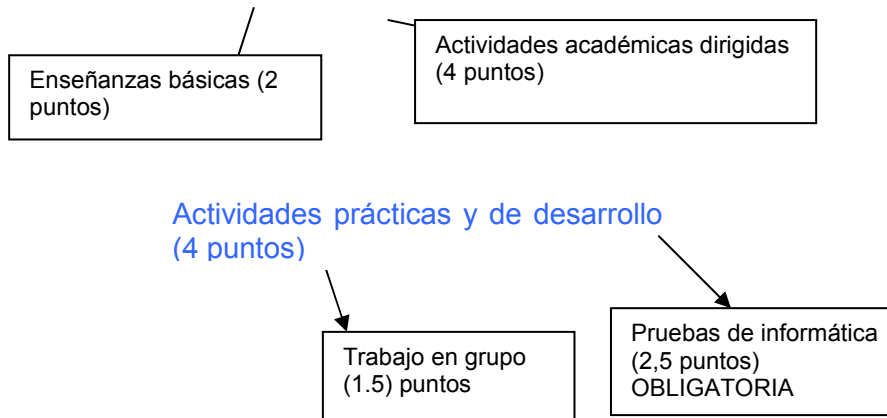 Enseñanzas básicas (2
puntos)
Actividades académicas dirigidas
(4 puntos)
Actividades prácticas y de desarrollo
(4 puntos)
Trabajo en grupo
(1.5) puntos
Pruebas de informática
(2,5 puntos)
OBLIGATORIA